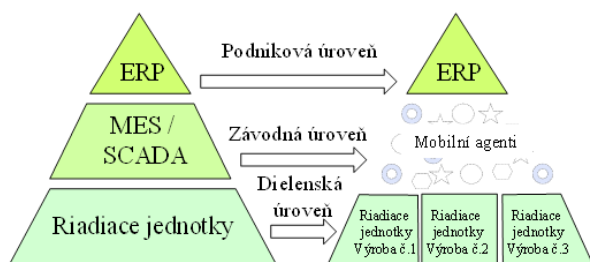 Podniková úroveň
ERP
ERP
MES /
SCADA
Závodná úroveň
Mobilní agenti
Dielenská
úroveň
Riadiace jednotky
Riadiace
jednotky
Výroba č.1
Riadiace
jednotky
Výroba č.2
Riadiace
jednotky
Výroba č.3